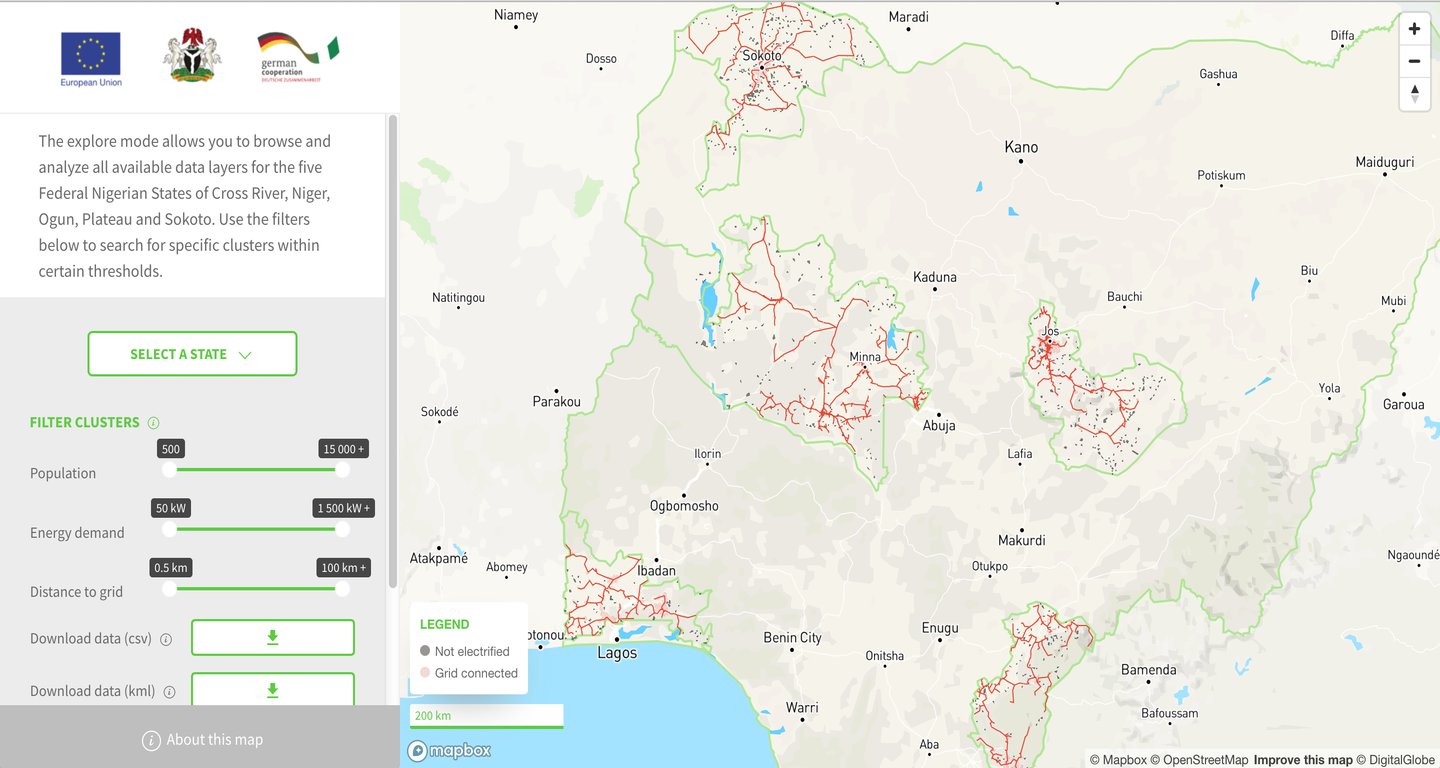 European Union
german
cooperation
DEUTSCHE ZUSAMMENARBEIT
The explore mode allows you to browse and
analyze all available data layers for the five
Federal Nigerian States of Cross River, Niger,
Ogun, Plateau and Sokoto. Use the filters
below to search for specific clusters within
certain thresholds.
SELECT A STATE
FILTER CLUSTERS
500
15 000 +
Population
50 kW
1 500 kW +
Energy demand
0.5 km
100 km +
Distance to grid
Download data (csv)
Download data (kml)
About this map
Niamey
Maradi
Diffa
Dosso
Sokoto
Gashua
Kano
Maiduguri
Potiskum
Kaduna
Biu
Natitingou
Bauchi
Mubi
Jos
Minna
Parakou
Yola
Garoua
Sokodé
Abuja
Ilorin
Lafia
Ogbomosho
Makurdi
Atakpamé
Abomey
Ibadan
Otukpo
Ngaoundé
LEGEND
Not electrified
Grid connected
otonou
Lagos
Benin City
Enugu
Onitsha
Bamenda
Warri
Bafoussam
Aba
200 km
mapbox
© Mapbox © OpenStreetMap Improve this map © DigitalGlobe